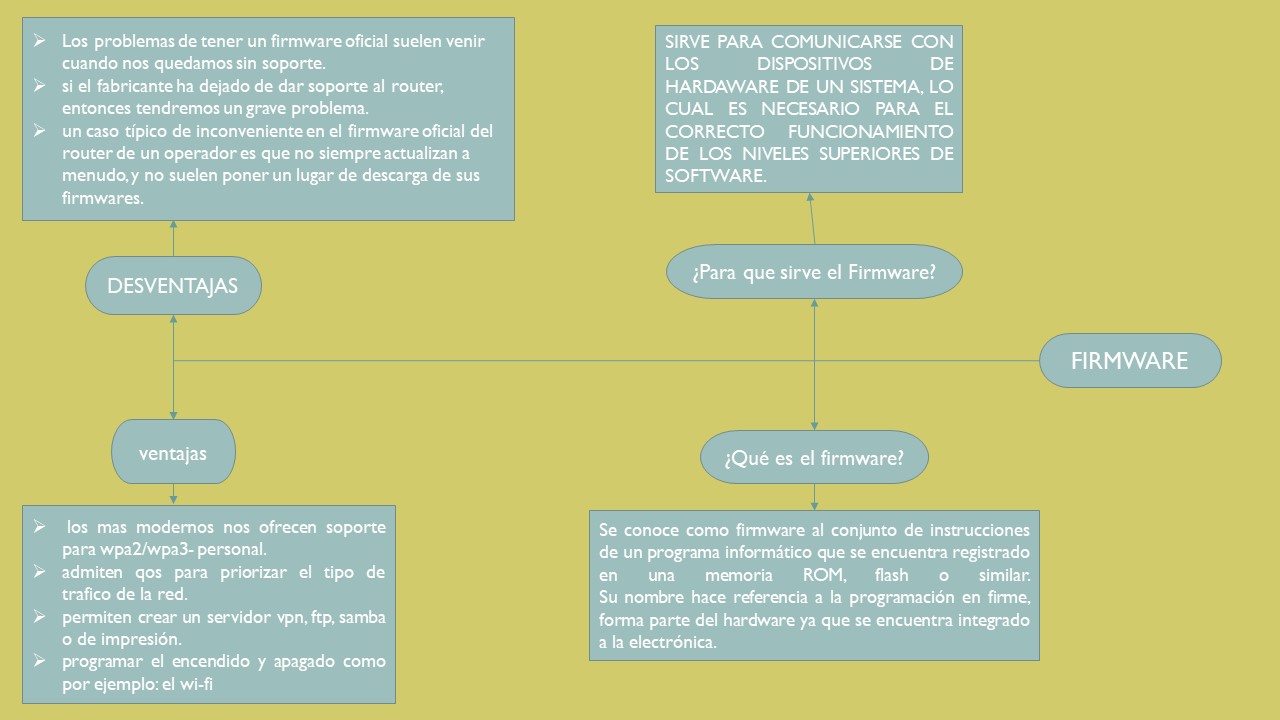 Los problemas de tener un firmware oficial suelen venir
cuando nos quedamos sin soporte.
si el fabricante ha dejado de dar soporte al router,
entonces tendremos un grave problema.
un caso típico de inconveniente en el firmware oficial del
router de un operador es que no siempre actualizan a
menudo, y no suelen poner un lugar de descarga de sus
firmwares.
SIRVE PARA COMUNICARSE CON
LOS DISPOSITIVOS DE
HARDAWARE DE UN SISTEMA, LO
CUAL ES NECESARIO PARA EL
CORRECTO FUNCIONAMIENTO
DE LOS NIVELES SUPERIORES DE
SOFTWARE.
DESVENTAJAS
¿Para que sirve el Firmware?
FIRMWARE
ventajas
¿Qué es el firmware?
los mas modernos nos ofrecen soporte
para wpa2/wpa3- personal.
admiten qos para priorizar el tipo de
trafico de la red.
permiten crear un servidor vpn, ftp, samba
o de impresión.
programar el encendido y apagado como
por ejemplo: el wi-fi
Se conoce como firmware al conjunto de instrucciones
de un programa informático que se encuentra registrado
en una memoria ROM, flash o similar.
Su nombre hace referencia a la programación en firme,
forma parte del hardware ya que se encuentra integrado
a la electrónica.